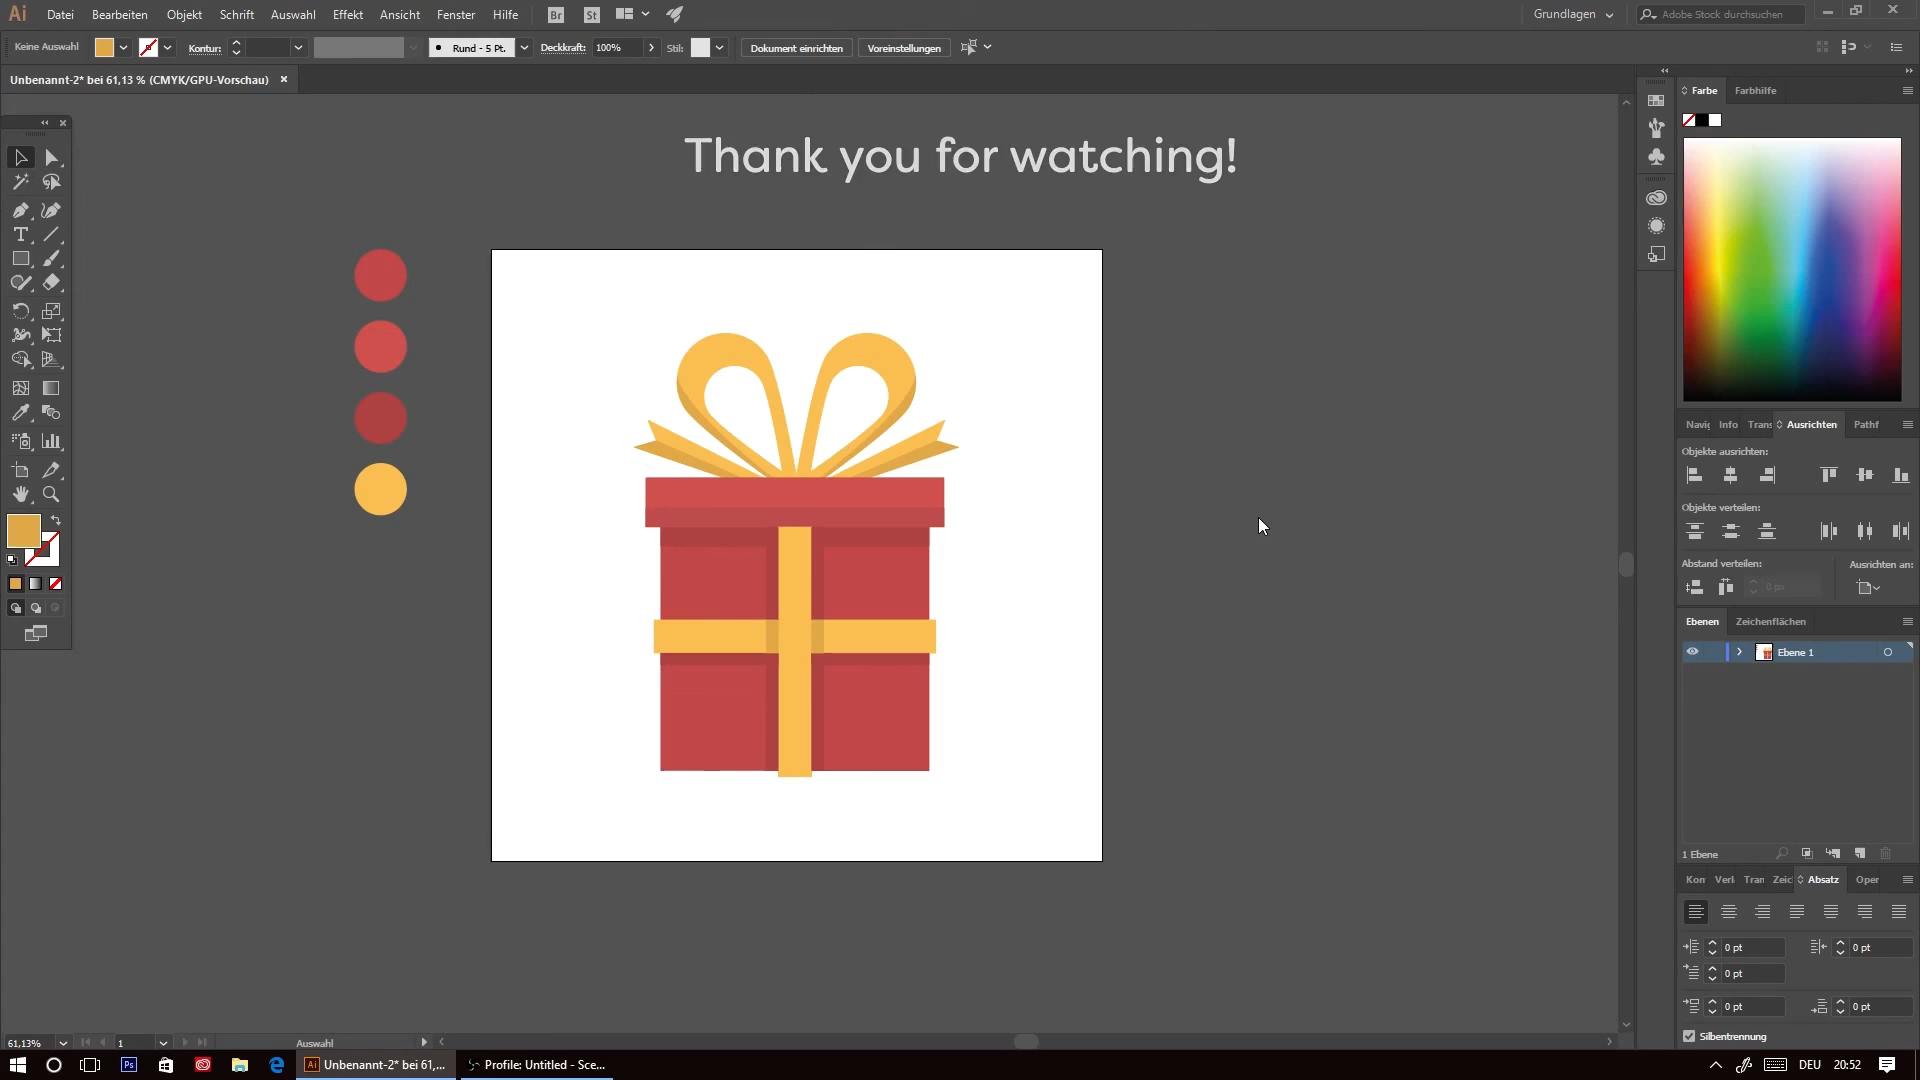 Ai Datei Bearbeiten Objekt Schrift Auswahl Effekt Ansicht Fenster Hilfe Br St Grundlagen Adobe Stock durchsuchen
Keine Auswahl Kontur: Rund - 5 Pt. Deckkraft: 100% Stil: Dokument einrichten Voreinstellungen
Unbenannt-2* bei 61,13 % (CMYK/GPU-Vorschau)
Farbe Farbhilfe
Thank you for watching!
Navig Info Trans Ausrichten Pathf
Objekte ausrichten:
Objekte verteilen:
Abstand verteilen: Ausrichten an:
0 px
Ebenen Zeichenflächen
Ebene 1
1 Ebene
Kon Verl Tran Zeic Absatz Oper
0 pt 0 pt
0 pt
0 pt 0 pt
Silbentrennung
61,13% 1 Auswahl
Ps Ai Unbenannt-2* bei 61,... Profile: Untitled - Sce... DEU 20:52